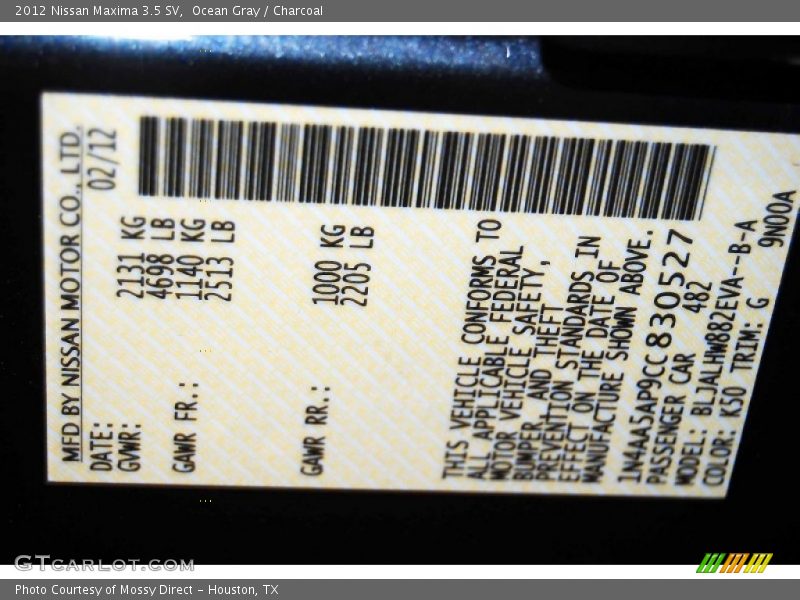 2012 Nissan Maxima 3.5 SV, Ocean Gray / Charcoal
MFD BY NISSAN MOTOR CO., LTD.
DATE: 02/12
GVWR: 2131 KG
4698 LB
GAWR FR.: 1140 KG
2513 LB
GAWR RR.: 1000 KG
2205 LB
THIS VEHICLE CONFORMS TO
ALL APPLICABLE FEDERAL
MOTOR VEHICLE SAFETY,
BUMPER, AND THEFT
PREVENTION STANDARDS IN
EFFECT ON THE DATE OF
MANUFACTURE SHOWN ABOVE.
1N4AA5AP9CC830527
PASSENGER CAR 482
MODEL: BLJALHW882EVA--B-A
COLOR: K50 TRIM: G 9N00A
GTCARLOT.COM
Photo Courtesy of Mossy Direct - Houston, TX